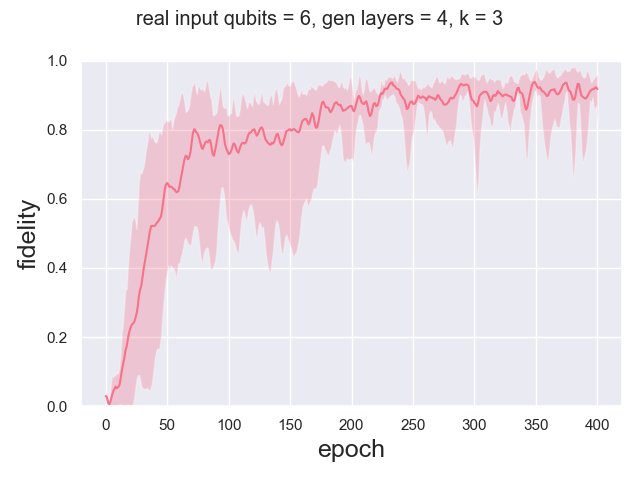 real input qubits = 6, gen layers = 4, k = 3
1.0
0.8
0.6
0.4
0.2
0.0
fidelity
0 50 100 150 200 250 300 350 400
epoch